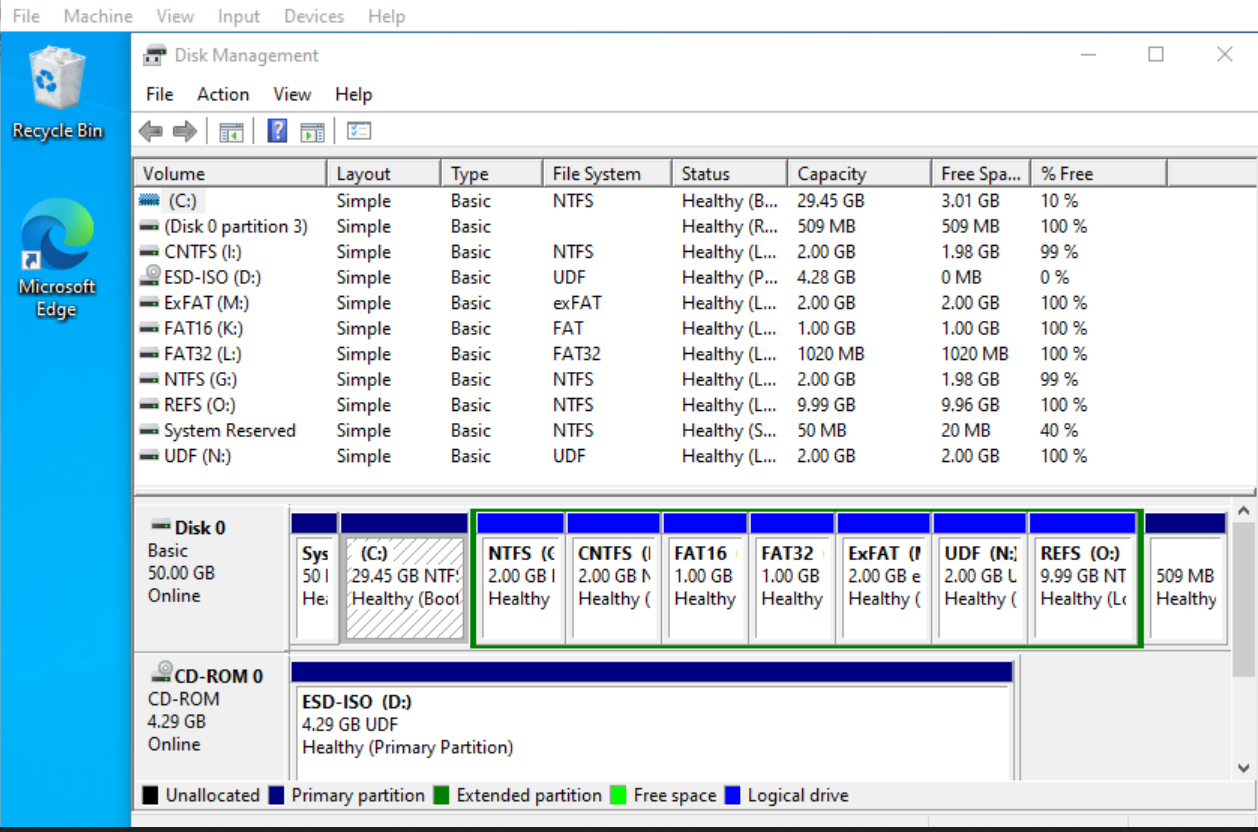 File Machine View Input Devices Help
Recycle Bin
Microsoft
Edge
Disk Management
File Action View Help
Volume Layout Type File System Status Capacity Free Spa... % Free
(C:) Simple Basic NTFS Healthy (B... 29.45 GB 3.01 GB 10 %
(Disk 0 partition 3) Simple Basic Healthy (R... 509 MB 509 MB 100 %
CNTFS (I:) Simple Basic NTFS Healthy (L... 2.00 GB 1.98 GB 99 %
ESD-ISO (D:) Simple Basic UDF Healthy (P... 4.28 GB 0 MB 0 %
ExFAT (M:) Simple Basic exFAT Healthy (L... 2.00 GB 2.00 GB 100 %
FAT16 (K:) Simple Basic FAT Healthy (L... 1.00 GB 1.00 GB 100 %
FAT32 (L:) Simple Basic FAT32 Healthy (L... 1020 MB 1020 MB 100 %
NTFS (G:) Simple Basic NTFS Healthy (L... 2.00 GB 1.98 GB 99 %
REFS (O:) Simple Basic NTFS Healthy (L... 9.99 GB 9.96 GB 100 %
System Reserved Simple Basic NTFS Healthy (S... 50 MB 20 MB 40 %
UDF (N:) Simple Basic UDF Healthy (L... 2.00 GB 2.00 GB 100 %
Disk 0
Basic
50.00 GB
Online
Sys
50
(C:)
29.45 GB NTFS
Healthy (Boot
NTFS (G
2.00 GB
Healthy
CNTFS (I
2.00 GB N
Healthy (
FAT16
1.00 GB
Healthy
FAT32
1.00 GB
Healthy
ExFAT (M
2.00 GB e
Healthy (
UDF (N:)
2.00 GB U
Healthy (
REFS (O:)
9.99 GB NT
Healthy (Lo
509 MB
Healthy
CD-ROM 0
CD-ROM
4.29 GB
Online
ESD-ISO (D:)
4.29 GB UDF
Healthy (Primary Partition)
Unallocated Primary partition Extended partition Free space Logical drive